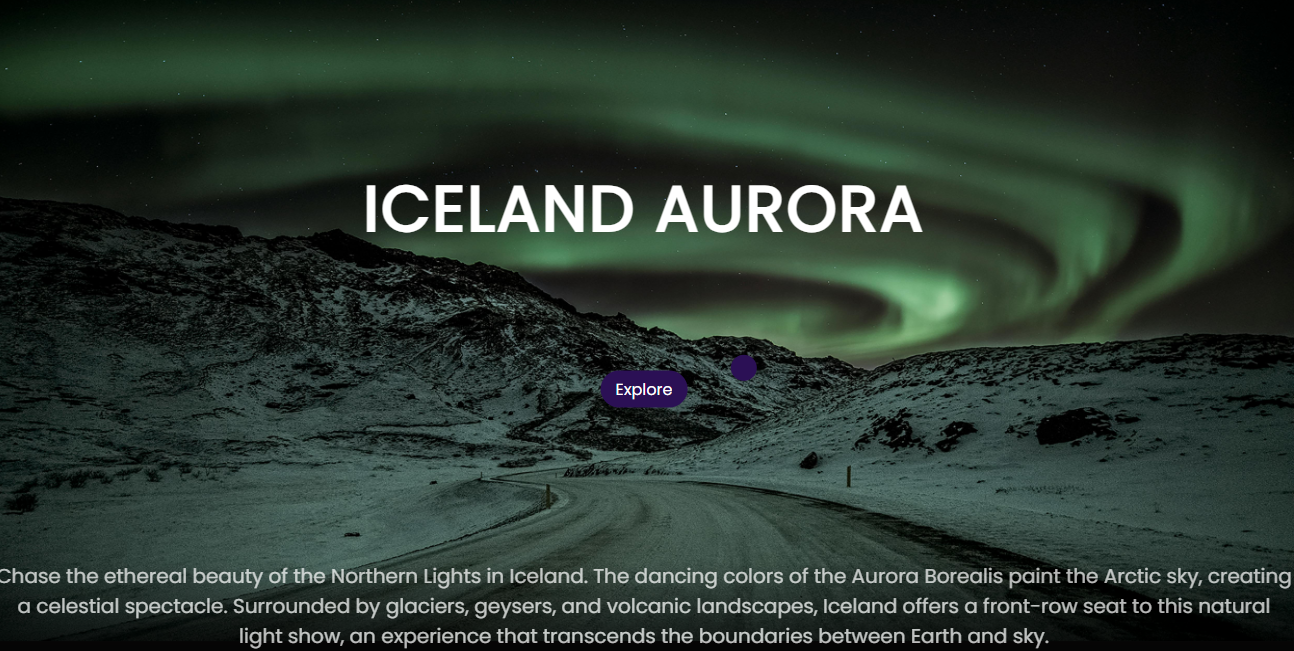 ICELAND AURORA
Explore
Chase the ethereal beauty of the Northern Lights in Iceland. The dancing colors of the Aurora Borealis paint the Arctic sky, creating
a celestial spectacle. Surrounded by glaciers, geysers, and volcanic landscapes, Iceland offers a front-row seat to this natural
light show, an experience that transcends the boundaries between Earth and sky.